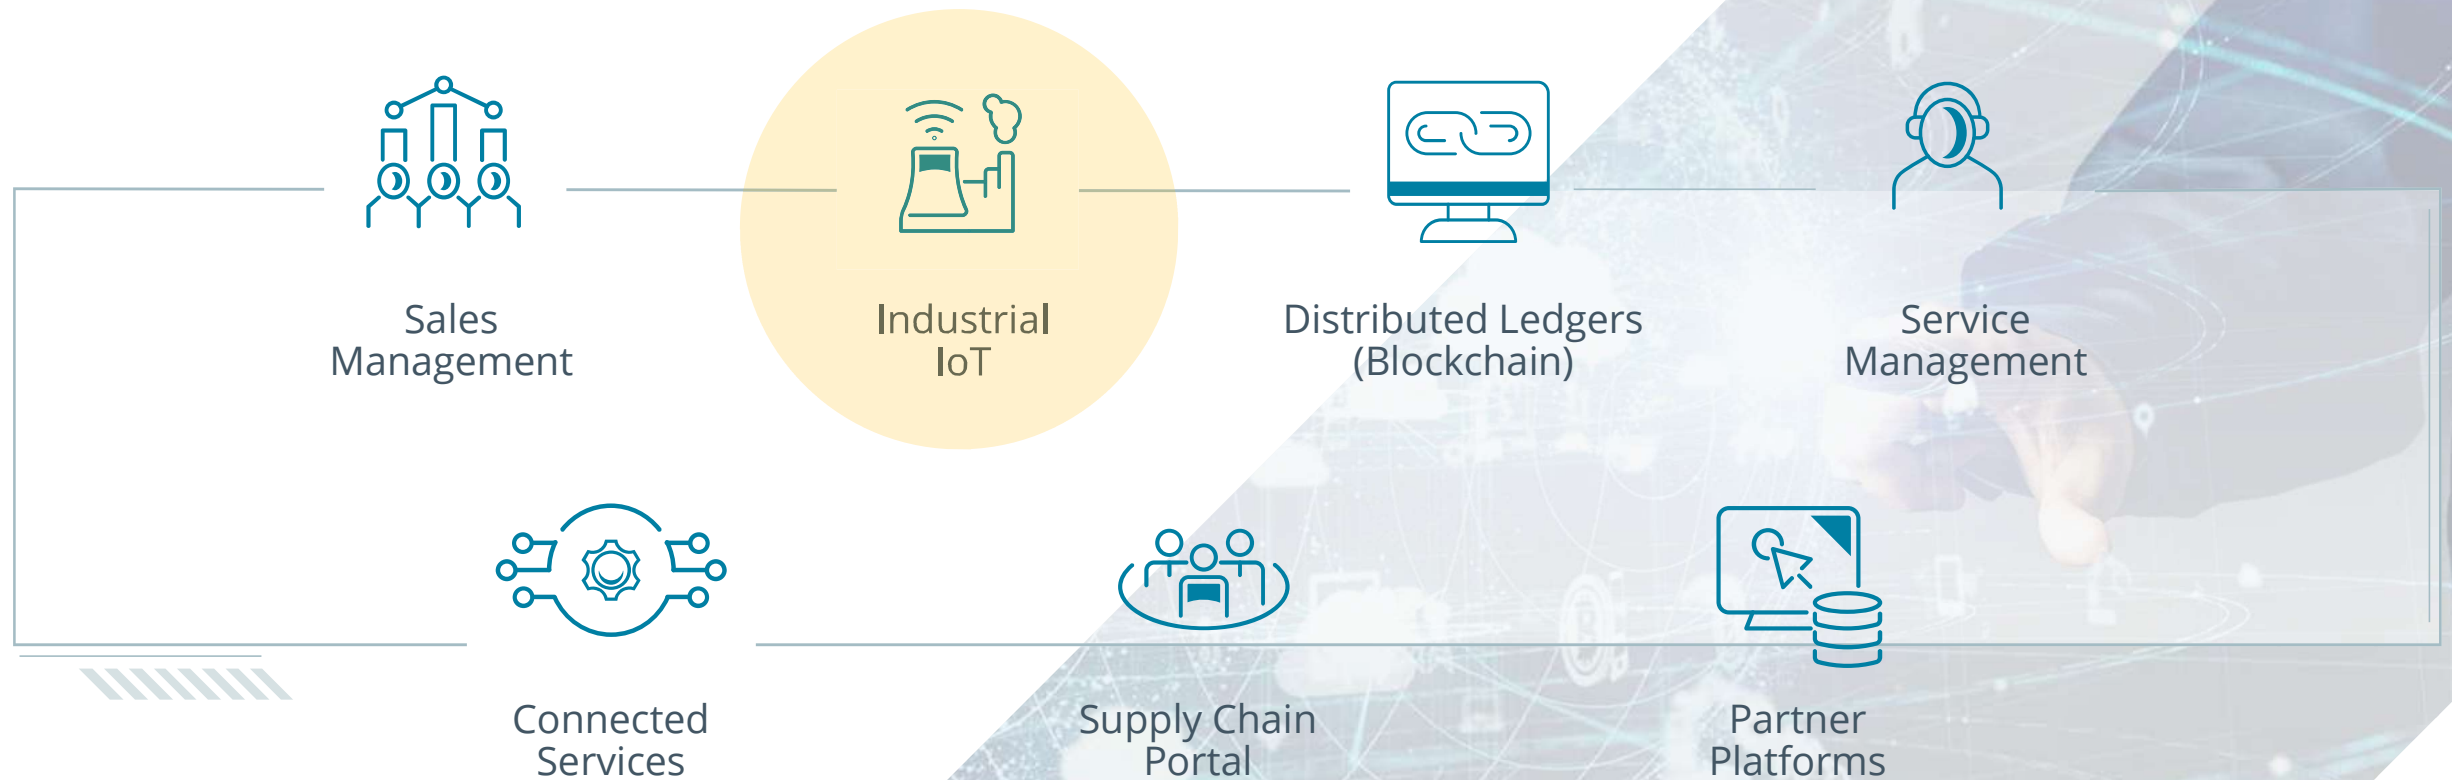 Sales
Management
Industrial
IoT
Distributed Ledgers
(Blockchain)
Service
Management
Connected
Services
Supply Chain
Portal
Partner
Platforms